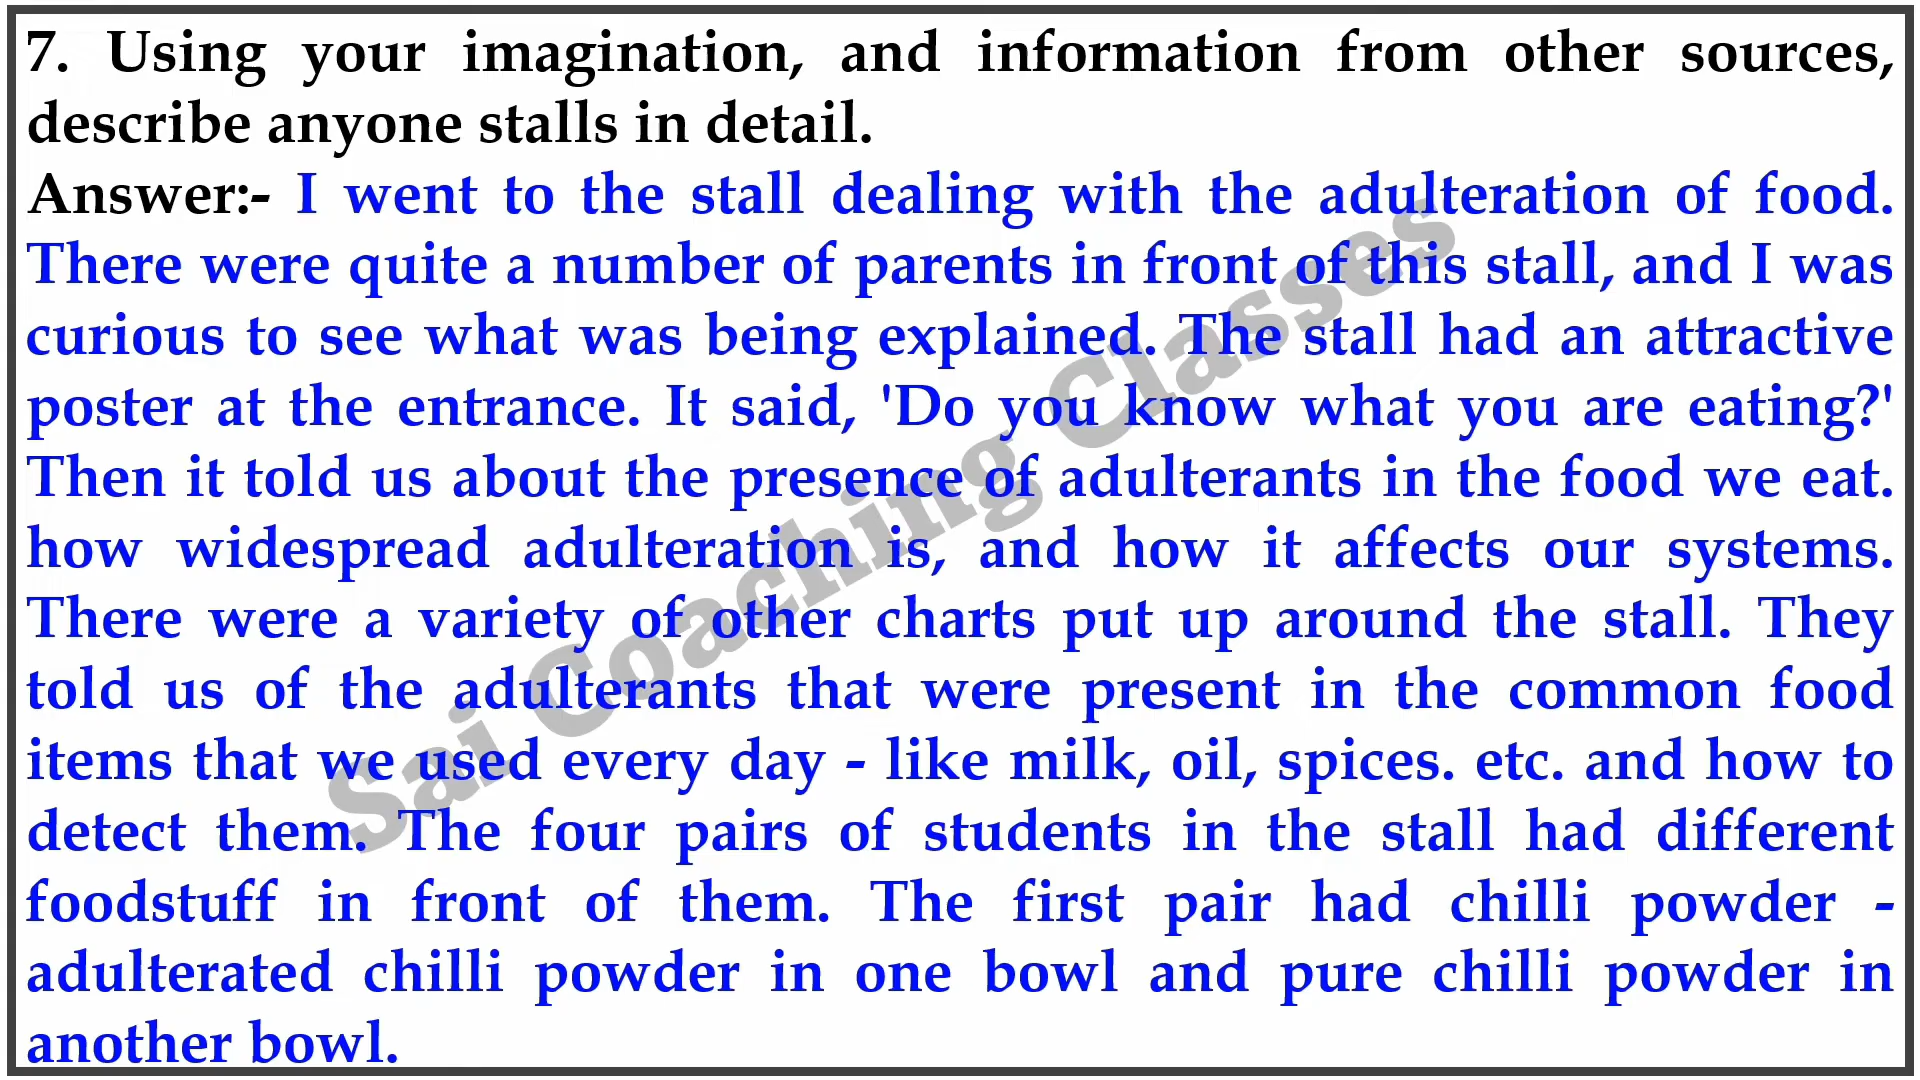 7. Using your imagination, and information from other sources,
describe anyone stalls in detail.
Answer:- I went to the stall dealing with the adulteration of food.
There were quite a number of parents in front of this stall, and I was
curious to see what was being explained. The stall had an attractive
poster at the entrance. It said, 'Do you know what you are eating?'
Then it told us about the presence of adulterants in the food we eat.
how widespread adulteration is, and how it affects our systems.
There were a variety of other charts put up around the stall. They
told us of the adulterants that were present in the common food
items that we used every day - like milk, oil, spices. etc. and how to
detect them. The four pairs of students in the stall had different
foodstuff in front of them. The first pair had chilli powder -
adulterated chilli powder in one bowl and pure chilli powder in
another bowl.
Sai Coaching Classes